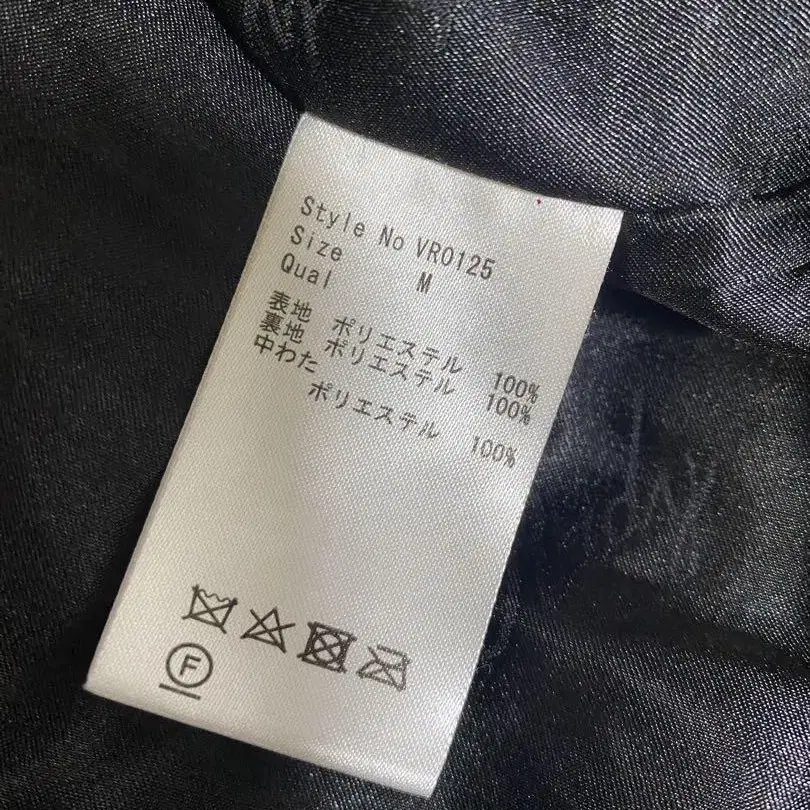 Style No VR0125
Size M
Qual
表地 ポリエステル 100%
裏地 ポリエステル 100%
中わた
ポリエステル 100%
F